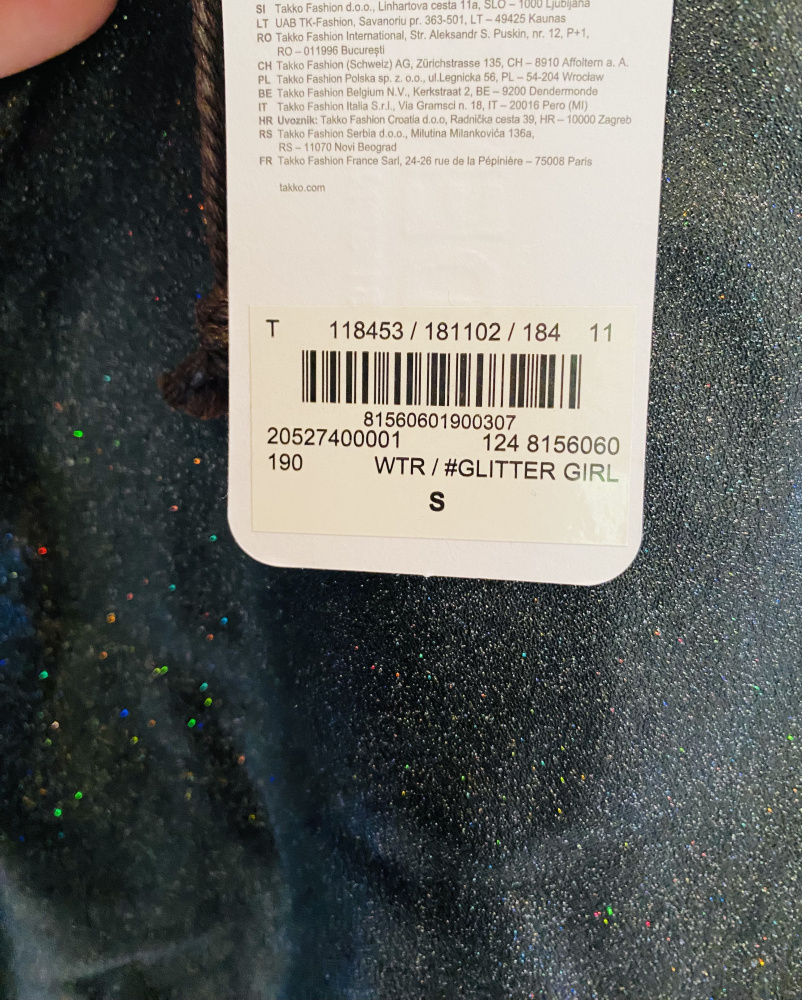 SI Takko Fashion d.o.o., Linhartova cesta 11a, SLO – 1000 Ljubljana
LT UAB TK-Fashion, Savanoriu pr. 363-501, LT – 49425 Kaunas
RO Takko Fashion International, Str. Aleksandr S. Puskin, nr. 12, P+1,
RO – 011996 București
CH Takko Fashion (Schweiz) AG, Zürichstrasse 135, CH – 8910 Affoltern a. A.
PL Takko Fashion Polska sp. z. o.o., ul.Legnicka 56, PL – 54-204 Wrocław
BE Takko Fashion Belgium N.V., Kerkstraat 2, BE – 9200 Dendermonde
IT Takko Fashion Italia S.r.l., Via Gramsci n. 18, IT – 20016 Pero (MI)
HR Uvoznik: Takko Fashion Croatia d.o.o, Radnička cesta 39, HR – 10000 Zagreb
RS Takko Fashion Serbia d.o.o., Milutina Milankovića 136a,
RS – 11070 Novi Beograd
FR Takko Fashion France Sarl, 24-26 rue de la Pépinière – 75008 Paris
takko.com
T 118453 / 181102 / 184 11
81560601900307
20527400001 124 8156060
190 WTR / #GLITTER GIRL
S